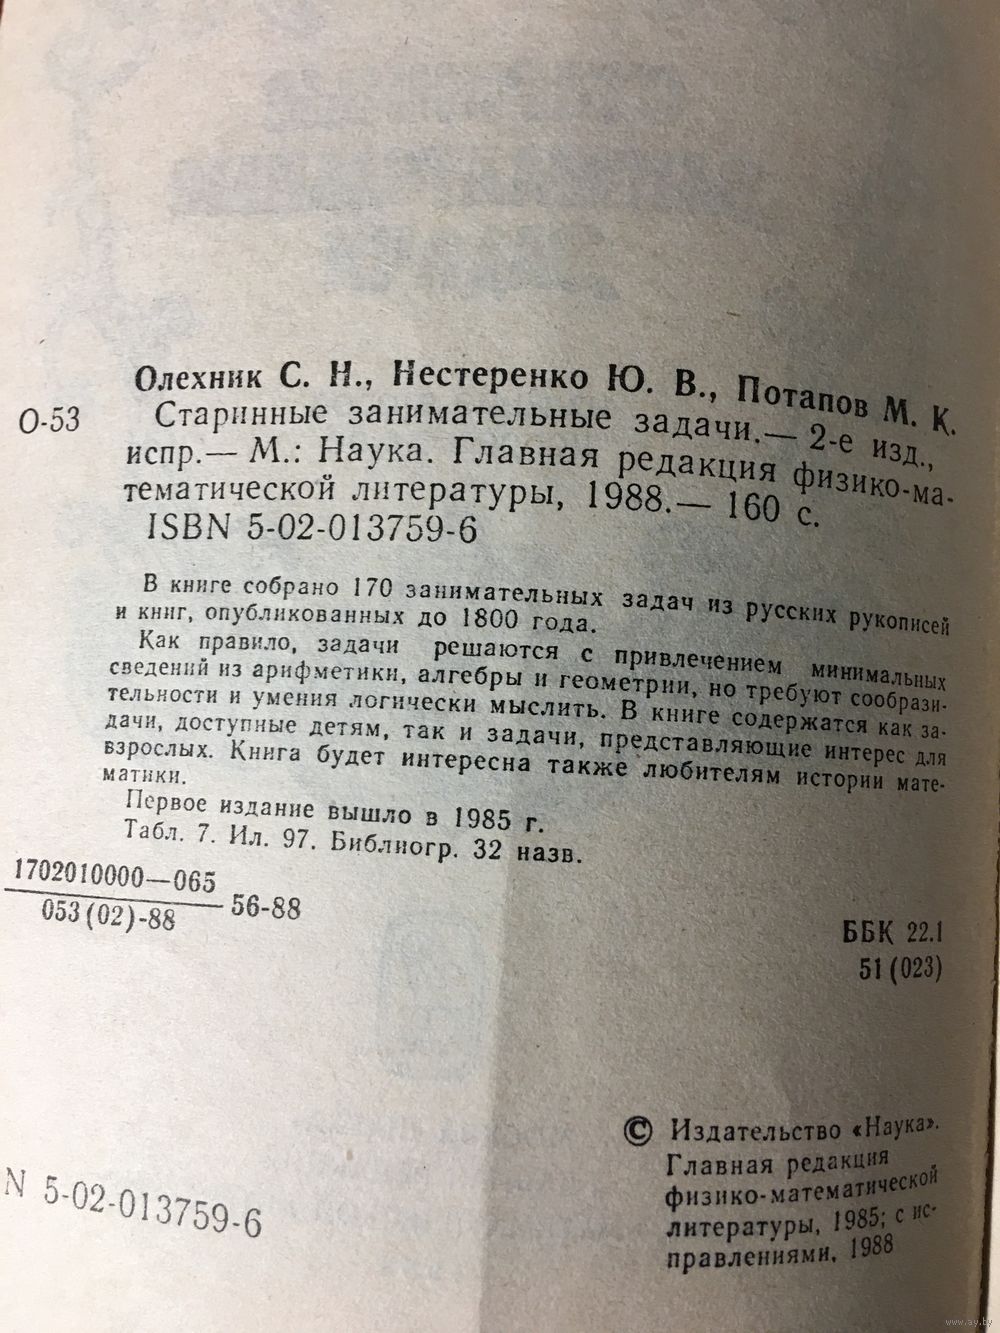 Олехник С. Н., Нестеренко Ю. В., Потапов М. К.
О-53 Старинные занимательные задачи.— 2-е изд.,
испр.— М.: Наука. Главная редакция физико-ма-
тематической литературы, 1988.— 160 с.
ISBN 5-02-013759-6
В книге собрано 170 занимательных задач из русских рукописей
и книг, опубликованных до 1800 года.
Как правило, задачи решаются с привлечением минимальных
сведений из арифметики, алгебры и геометрии, но требуют сообрази-
тельности и умения логически мыслить. В книге содержатся как за-
дачи, доступные детям, так и задачи, представляющие интерес для
взрослых. Книга будет интересна также любителям истории мате-
матики.
Первое издание вышло в 1985 г.
Табл. 7. Ил. 97. Библиогр. 32 назв.
1702010000—065
053(02)-88
56-88
ББК 22.1
51 (023)
© Издательство «Наука».
Главная редакция
физико-математической
литературы, 1985; с ис-
правлениями, 1988
N 5-02-013759-6
www.ay.by